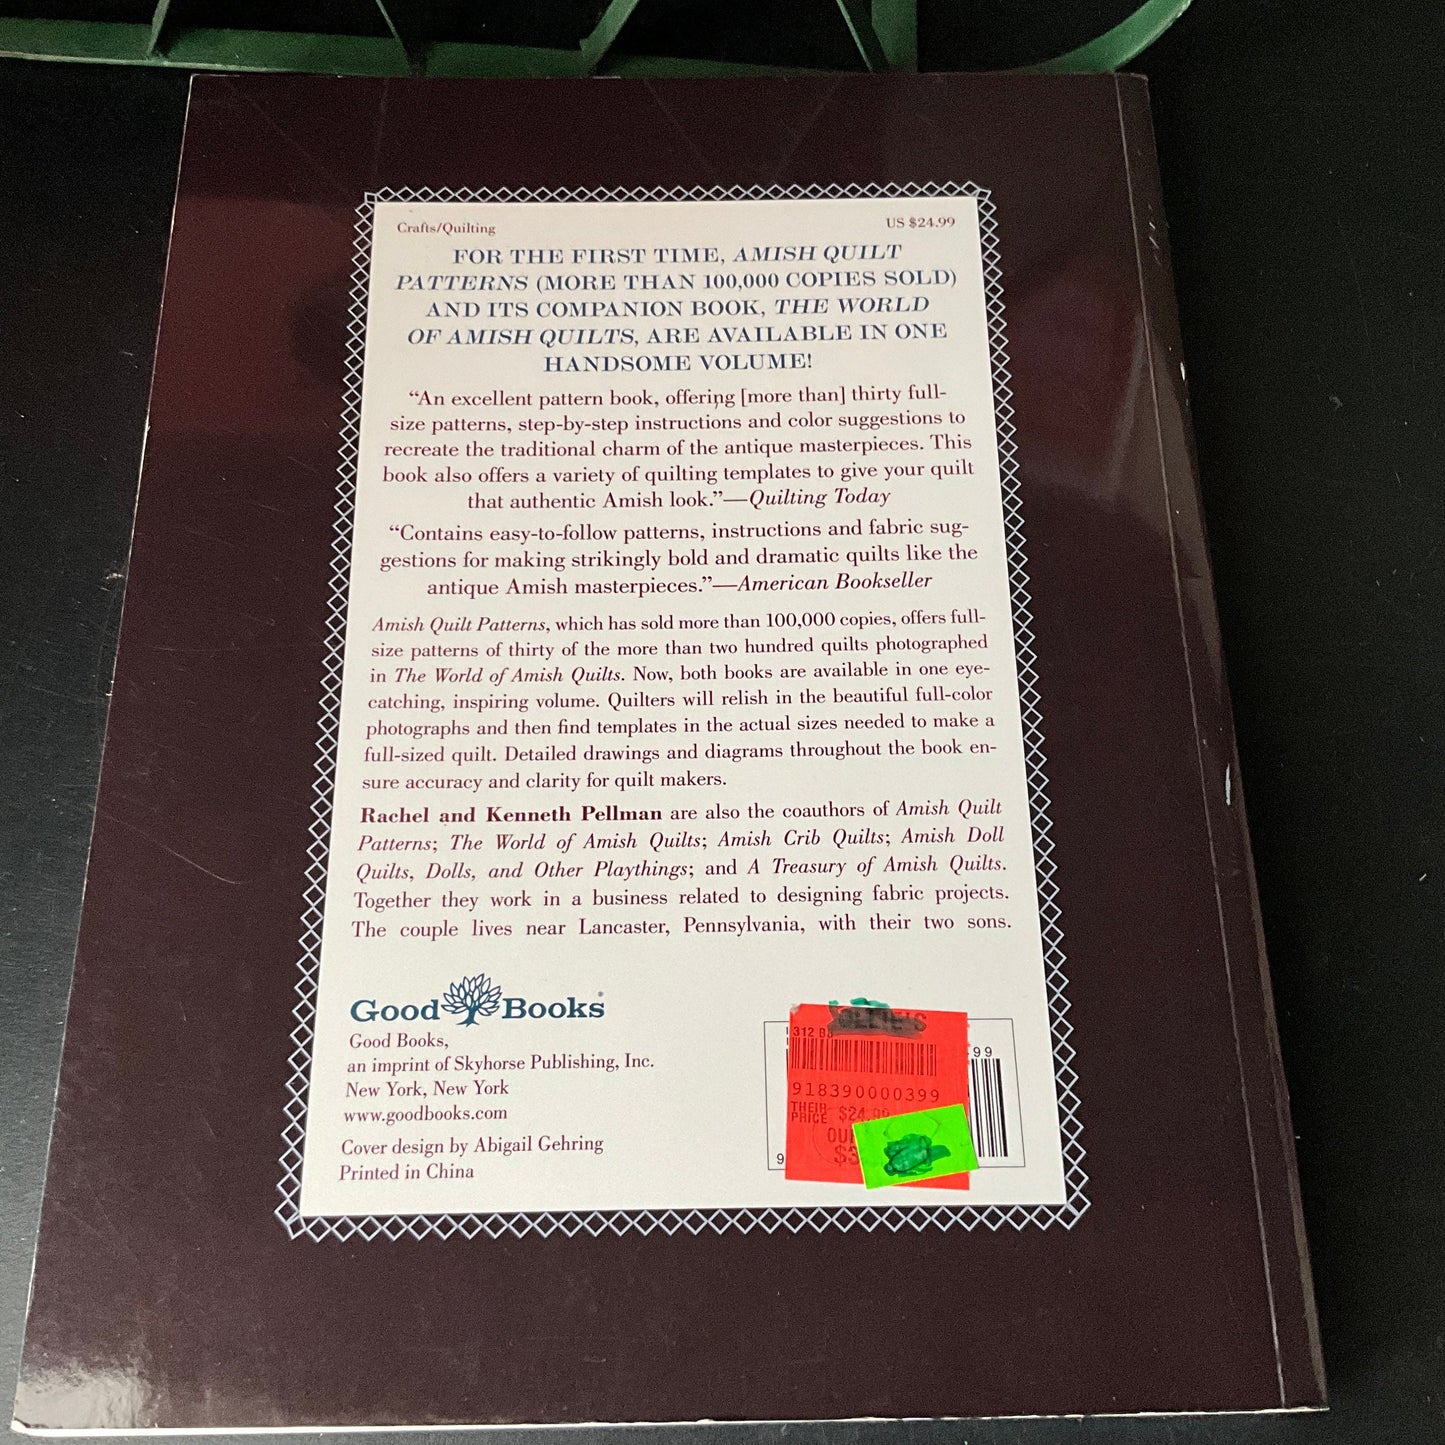 Crafts/Quilting
US $24.99
FOR THE FIRST TIME, AMISH QUILT
PATTERNS (MORE THAN 100,000 COPIES SOLD)
AND ITS COMPANION BOOK, THE WORLD
OF AMISH QUILTS, ARE AVAILABLE IN ONE
HANDSOME VOLUME!
“An excellent pattern book, offering [more than] thirty full-
size patterns, step-by-step instructions and color suggestions to
recreate the traditional charm of the antique masterpieces. This
book also offers a variety of quilting templates to give your quilt
that authentic Amish look.”—Quilting Today
“Contains easy-to-follow patterns, instructions and fabric sug-
gestions for making strikingly bold and dramatic quilts like the
antique Amish masterpieces.”—American Bookseller
Amish Quilt Patterns, which has sold more than 100,000 copies, offers full-
size patterns of thirty of the more than two hundred quilts photographed
in The World of Amish Quilts. Now, both books are available in one eye-
catching, inspiring volume. Quilters will relish in the beautiful full-color
photographs and then find templates in the actual sizes needed to make a
full-sized quilt. Detailed drawings and diagrams throughout the book en-
sure accuracy and clarity for quilt makers.
Rachel and Kenneth Pellman are also the coauthors of Amish Quilt
Patterns; The World of Amish Quilts; Amish Crib Quilts; Amish Doll
Quilts, Dolls, and Other Playthings; and A Treasury of Amish Quilts.
Together they work in a business related to designing fabric projects.
The couple lives near Lancaster, Pennsylvania, with their two sons.
Good Books®
Good Books,
an imprint of Skyhorse Publishing, Inc.
New York, New York
www.goodbooks.com
Cover design by Abigail Gehring
Printed in China
99
918390000399
THEIR
PRICE $24.99
9